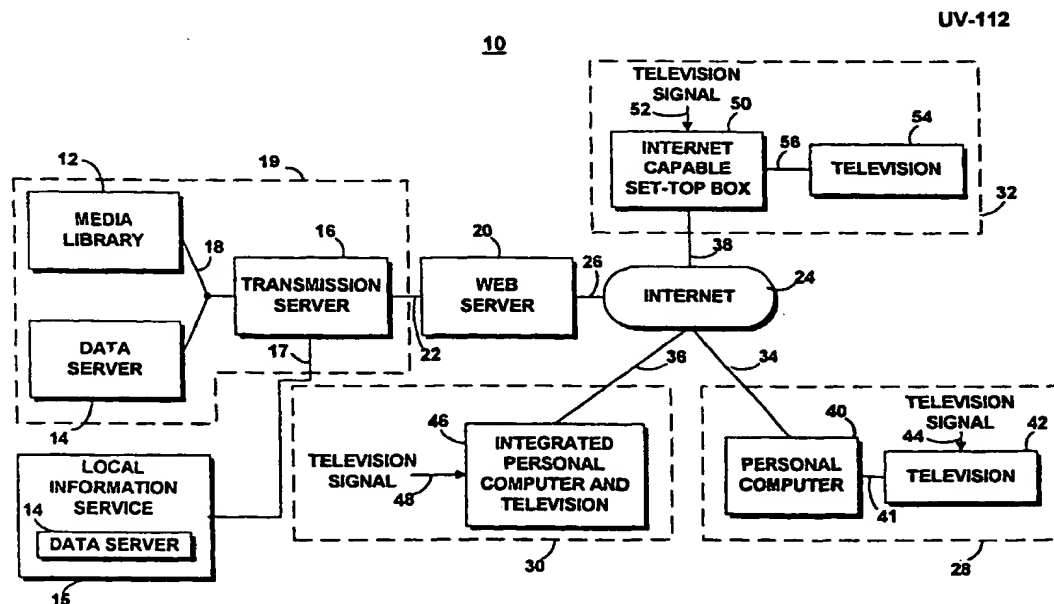 UV-112
10
TELEVISION
SIGNAL
52
50
54
INTERNET
CAPABLE
SET-TOP BOX
56
TELEVISION
32
38
12
19
MEDIA
LIBRARY
18
16
TRANSMISSION
SERVER
20
WEB
SERVER
26
INTERNET
24
DATA
SERVER
17
22
14
36
34
LOCAL
INFORMATION
SERVICE
14
DATA SERVER
15
46
TELEVISION
SIGNAL
48
INTEGRATED
PERSONAL
COMPUTER AND
TELEVISION
30
40
TELEVISION
SIGNAL
44
42
PERSONAL
COMPUTER
41
TELEVISION
28